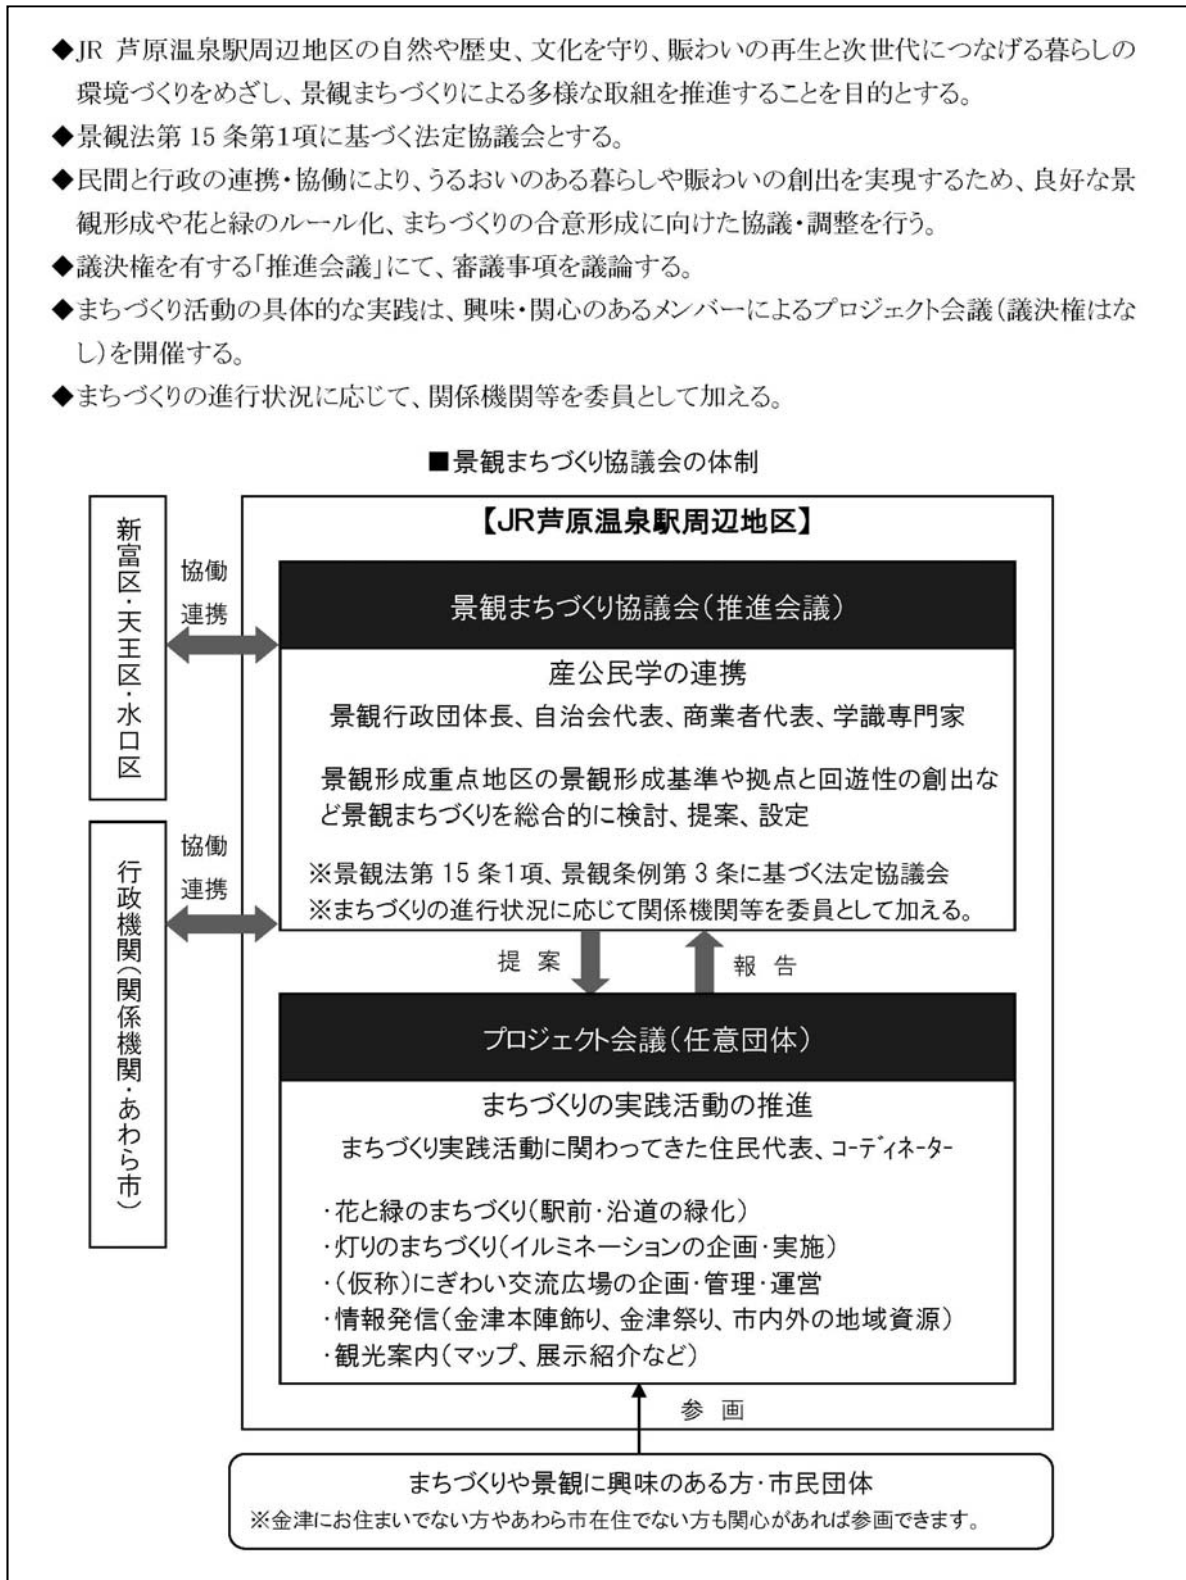 ◆JR 芦原温泉駅周辺地区の自然や歴史、文化を守り、賑わいの再生と次世代につなげる暮らしの
環境づくりをめざし、景観まちづくりによる多様な取組を推進することを目的とする。
◆景観法第 15 条第1項に基づく法定協議会とする。
◆民間と行政の連携・協働により、うるおいのある暮らしや賑わいの創出を実現するため、良好な景
観形成や花と緑のルール化、まちづくりの合意形成に向けた協議・調整を行う。
◆議決権を有する「推進会議」にて、審議事項を議論する。
◆まちづくり活動の具体的な実践は、興味・関心のあるメンバーによるプロジェクト会議(議決権はな
し)を開催する。
◆まちづくりの進行状況に応じて、関係機関等を委員として加える。
■景観まちづくり協議会の体制
新富区・天王区・水口区
協働
連携
行政機関(関係機関・あわら市)
協働
連携
【JR芦原温泉駅周辺地区】
景観まちづくり協議会(推進会議)
産公民学の連携
景観行政団体長、自治会代表、商業者代表、学識専門家
景観形成重点地区の景観形成基準や拠点と回遊性の創出な
ど景観まちづくりを総合的に検討、提案、設定
※景観法第 15 条1項、景観条例第 3 条に基づく法定協議会
※まちづくりの進行状況に応じて関係機関等を委員として加える。
提 案
報 告
プロジェクト会議(任意団体)
まちづくりの実践活動の推進
まちづくり実践活動に関わってきた住民代表、コーディネーター
・花と緑のまちづくり(駅前・沿道の緑化)
・灯りのまちづくり(イルミネーションの企画・実施)
・(仮称)にぎわい交流広場の企画・管理・運営
・情報発信(金津本陣飾り、金津祭り、市内外の地域資源)
・観光案内(マップ、展示紹介など)
参 画
まちづくりや景観に興味のある方・市民団体
※金津にお住まいでない方やあわら市在住でない方も関心があれば参画できます。